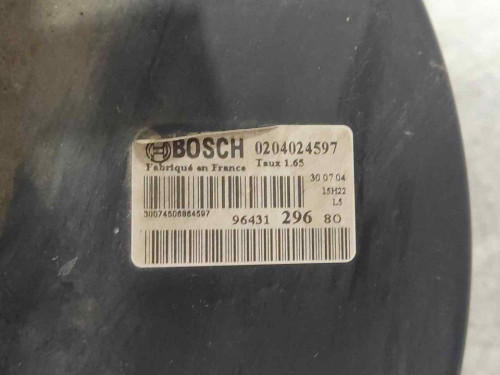 BOSCH 0204024597
Fabriqué en France Taux 1.65
30 07 04
15H22
L5
30074506864597
96431 296 80